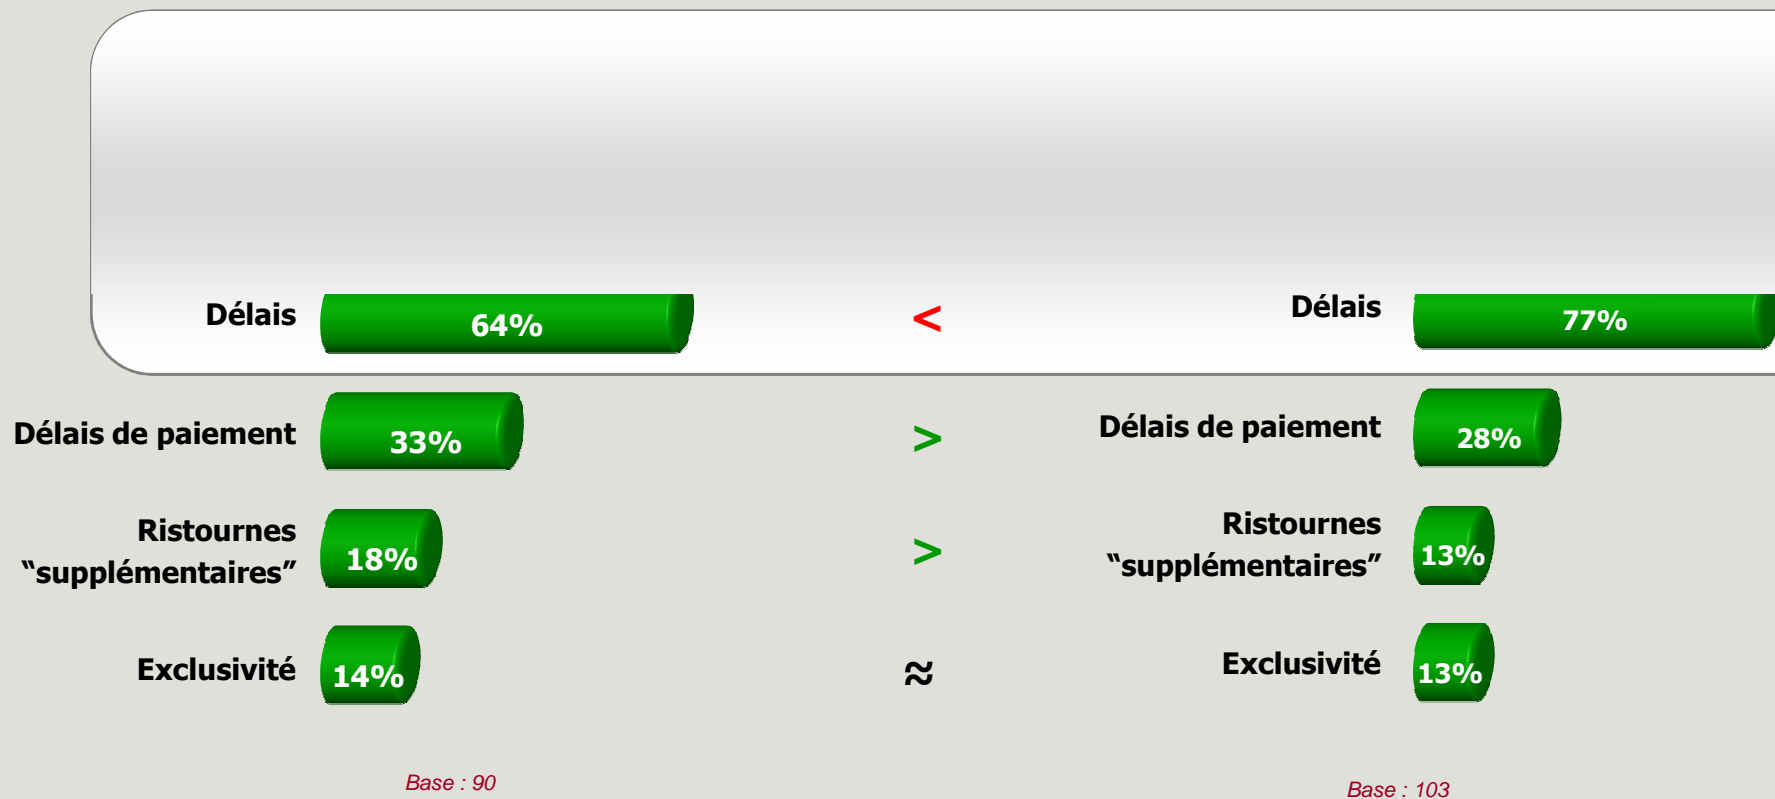 Délais 64% < Délais 77%
Délais de paiement 33% > Délais de paiement 28%
Ristournes
“supplémentaires” 18% > Ristournes
“supplémentaires” 13%
Exclusivité 14% ≈ Exclusivité 13%
Base : 90
Base : 103